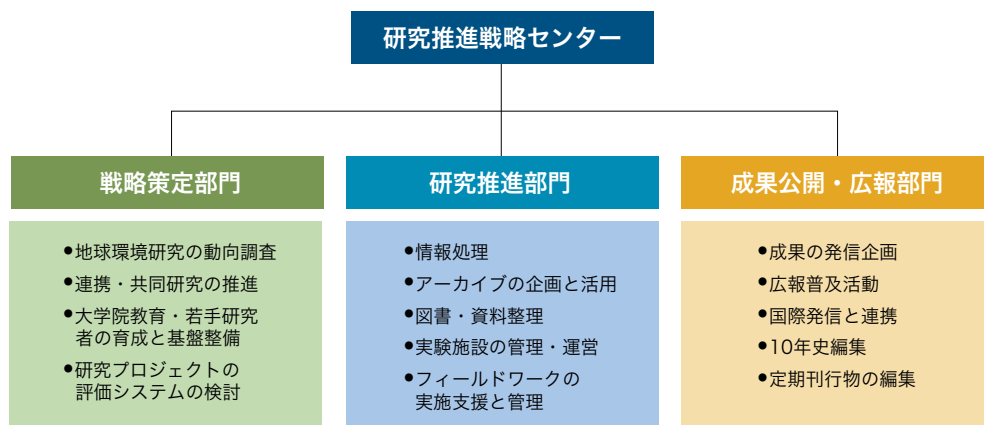 研究推進戦略センター
戦略策定部門
●地球環境研究の動向調査
●連携・共同研究の推進
●大学院教育・若手研究
者の育成と基盤整備
●研究プロジェクトの
評価システムの検討
研究推進部門
●情報処理
●アーカイブの企画と活用
●図書・資料整理
●実験施設の管理・運営
●フィールドワークの
実施支援と管理
成果公開・広報部門
●成果の発信企画
●広報普及活動
●国際発信と連携
●10年史編集
●定期刊行物の編集